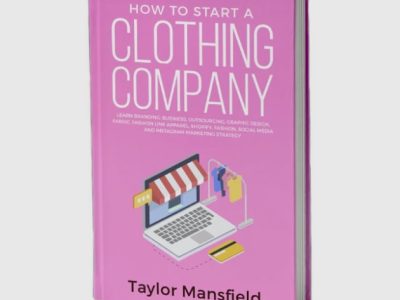 HOW TO START A
CLOTHING
COMPANY
LEARN BRANDING, BUSINESS, OUTSOURCING, GRAPHIC DESIGN,
FABRIC, FASHION LINE APPAREL, SHOPIFY, FASHION, SOCIAL MEDIA
AND INSTAGRAM MARKETING STRATEGY
Taylor Mansfield